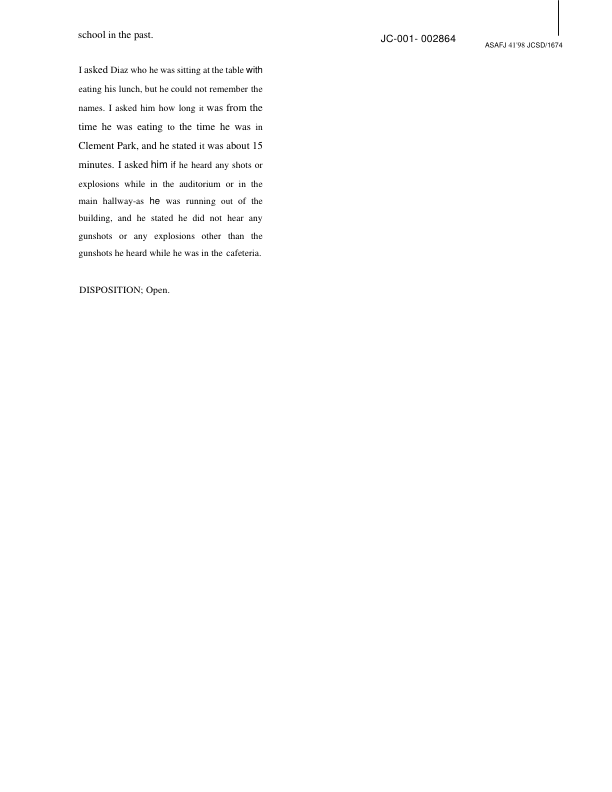 school in the past.
JC-001- 002864
ASAFJ 41'98 JCSD/1674
I asked Diaz who he was sitting at the table with
eating his lunch, but he could not remember the
names. I asked him how long it was from the
time he was eating to the time he was in
Clement Park, and he stated it was about 15
minutes. I asked him if he heard any shots or
explosions while in the auditorium or in the
main hallway-as he was running out of the
building, and he stated he did not hear any
gunshots or any explosions other than the
gunshots he heard while he was in the cafeteria.
DISPOSITION; Open.